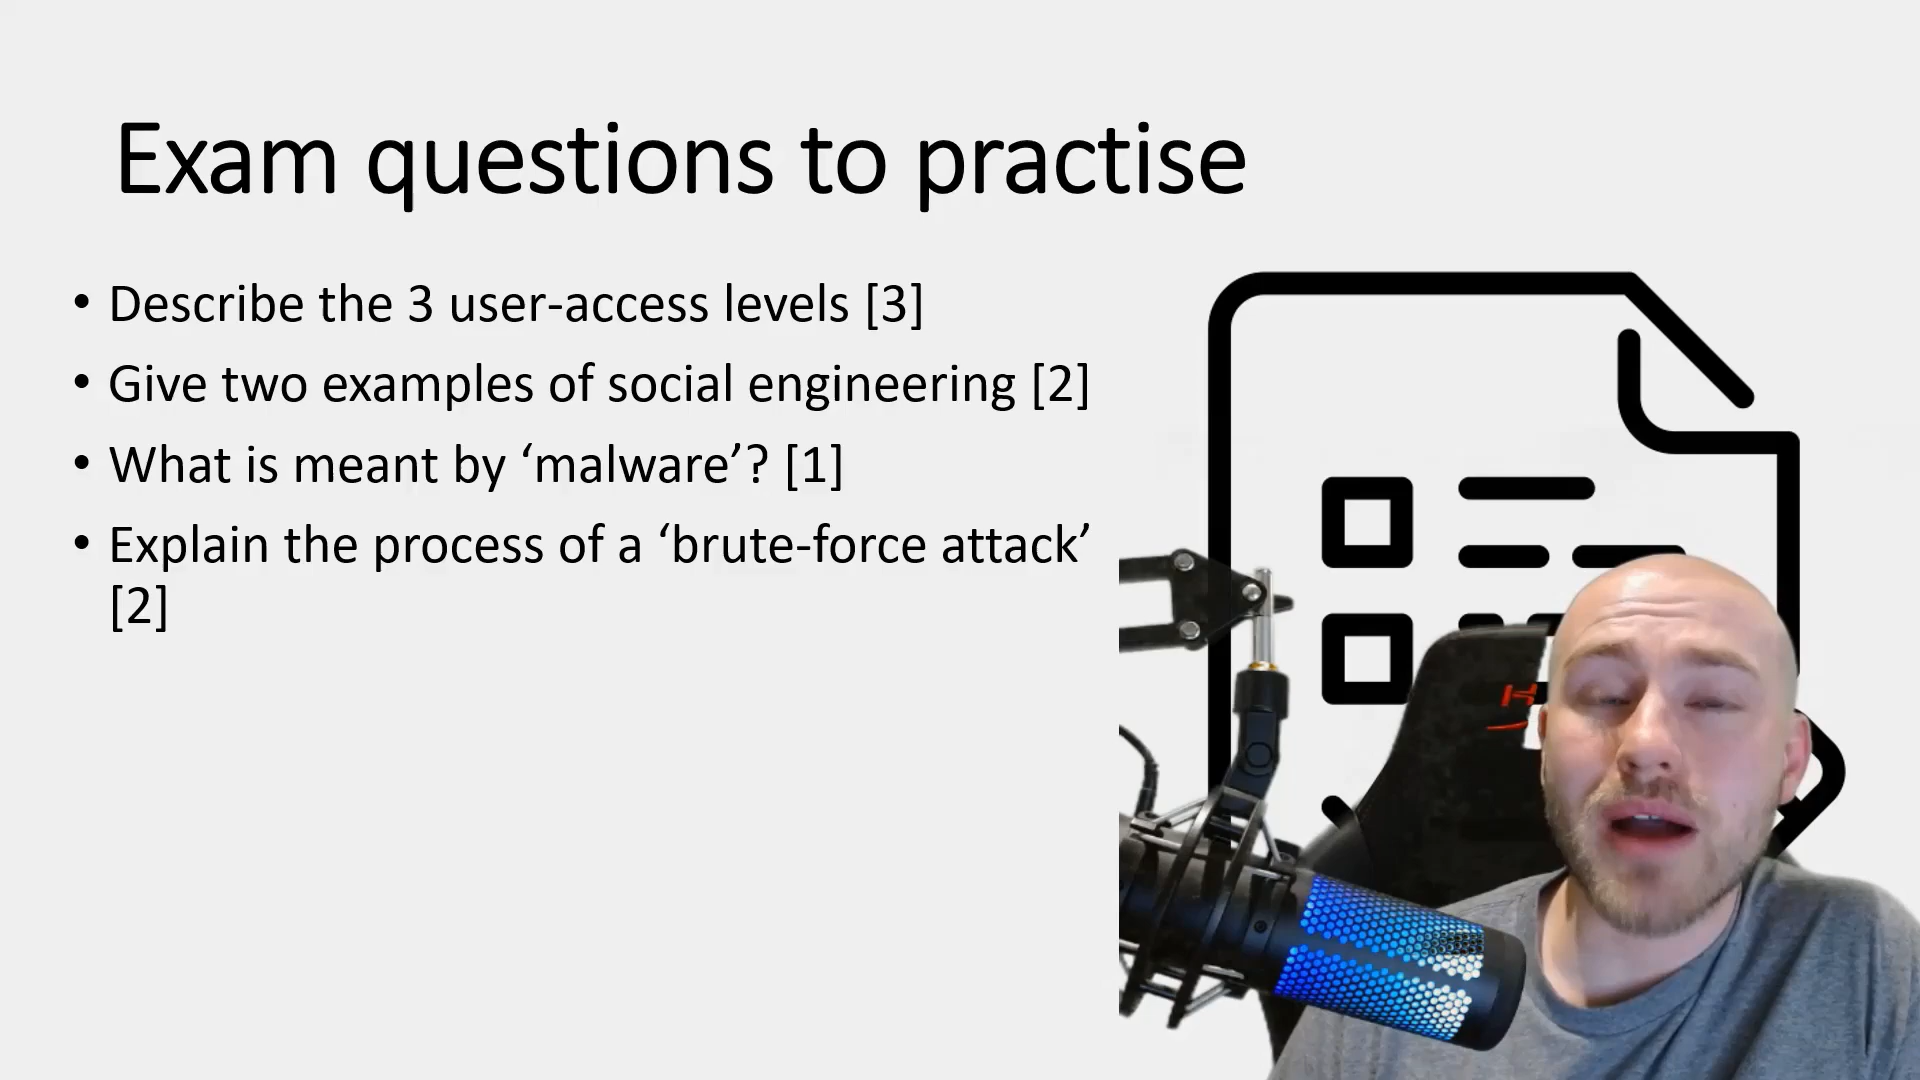 Exam questions to practise
• Describe the 3 user-access levels [3]
• Give two examples of social engineering [2]
• What is meant by ‘malware’? [1]
• Explain the process of a ‘brute-force attack’
[2]